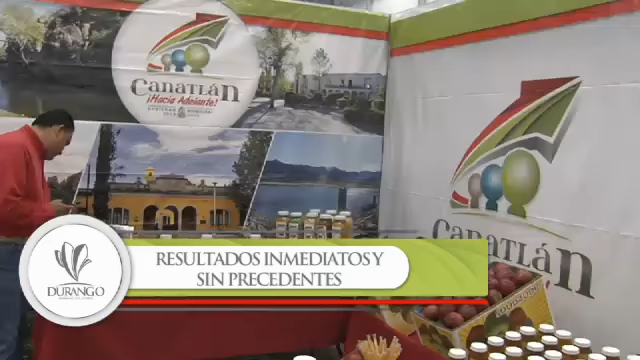 CANATLÁN
¡Hacia Adelante!
CANATLÁN
RESULTADOS INMEDIATOS Y
SIN PRECEDENTES
DURANGO